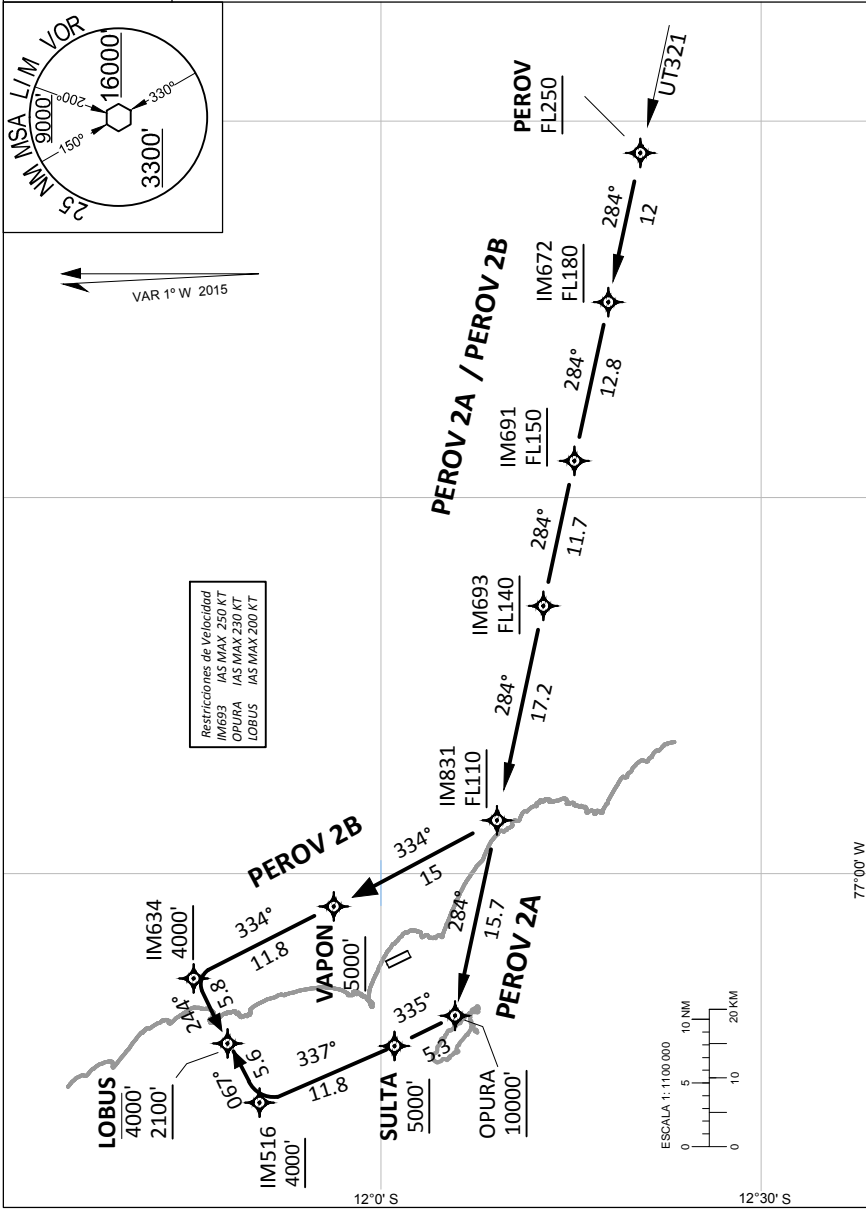 25 NM MSA LIM VOR
9000'
16000'
3300'
200°
150°
330°
VAR 1° W 2015
PEROV
FL250
UT321
284°
12
IM672
FL180
PEROV 2A / PEROV 2B
284°
12.8
IM691
FL150
284°
11.7
IM693
FL140
284°
17.2
IM831
FL110
Restricciones de Velocidad
IM693 IAS MAX 250 KT
OPURA IAS MAX 230 KT
LOBUS IAS MAX 200 KT
PEROV 2B
334°
15
VAPON
5000'
334°
11.8
IM634
4000'
244°
5.8
284°
15.7
PEROV 2A
OPURA
10000'
335°
5.3
SULTA
5000'
337°
11.8
IM516
4000'
067°
5.6
LOBUS
4000'
2100'
ESCALA 1: 1100 000
0 5 10 NM
0 10 20 KM
12°0' S
12°30' S
77°00' W